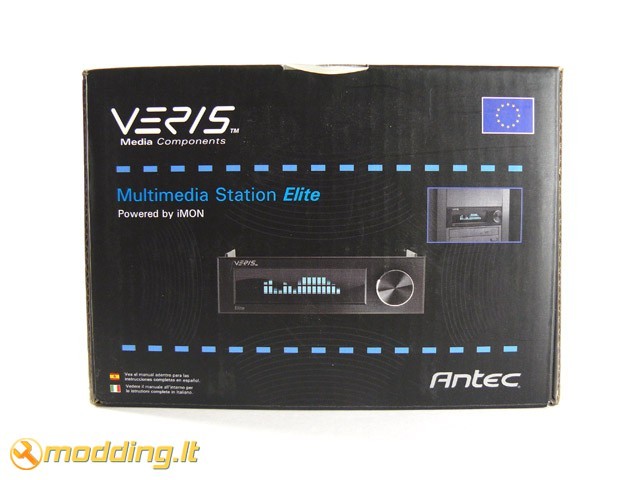 VERIS™
Media Components
Multimedia Station Elite
Powered by iMON
VERIS
Elite
Vea el manual adentro para las
instrucciones completas en español.
Vedere il manuale all'interno per
le istruzioni complete in italiano.
Antec
modding.lt